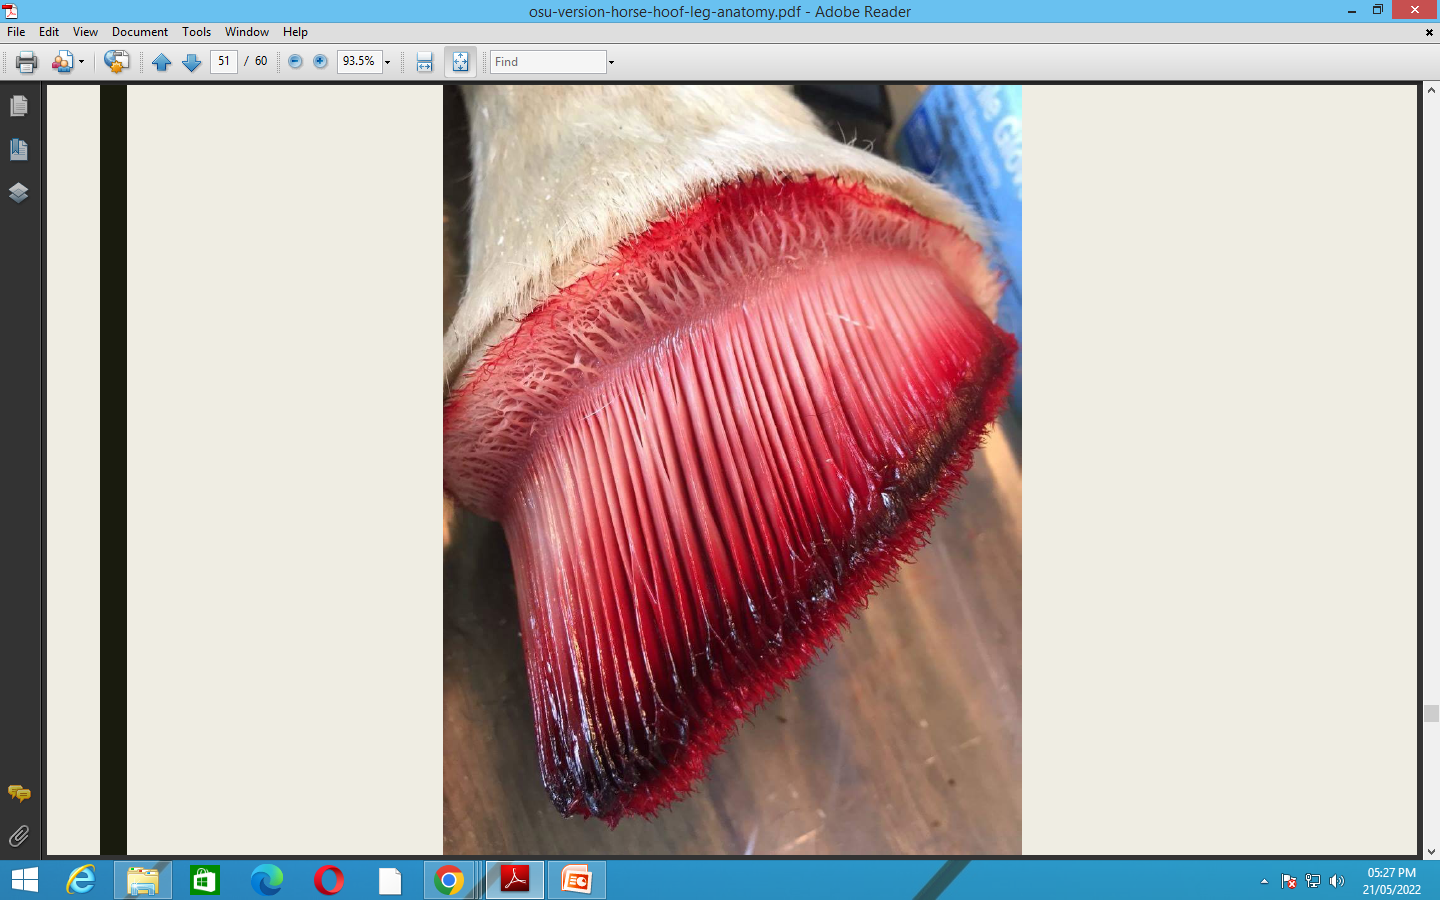 osu-version-horse-hoof-leg-anatomy.pdf - Adobe Reader
File Edit View Document Tools Window Help
51 / 60 93.5% Find
05:27 PM
21/05/2022